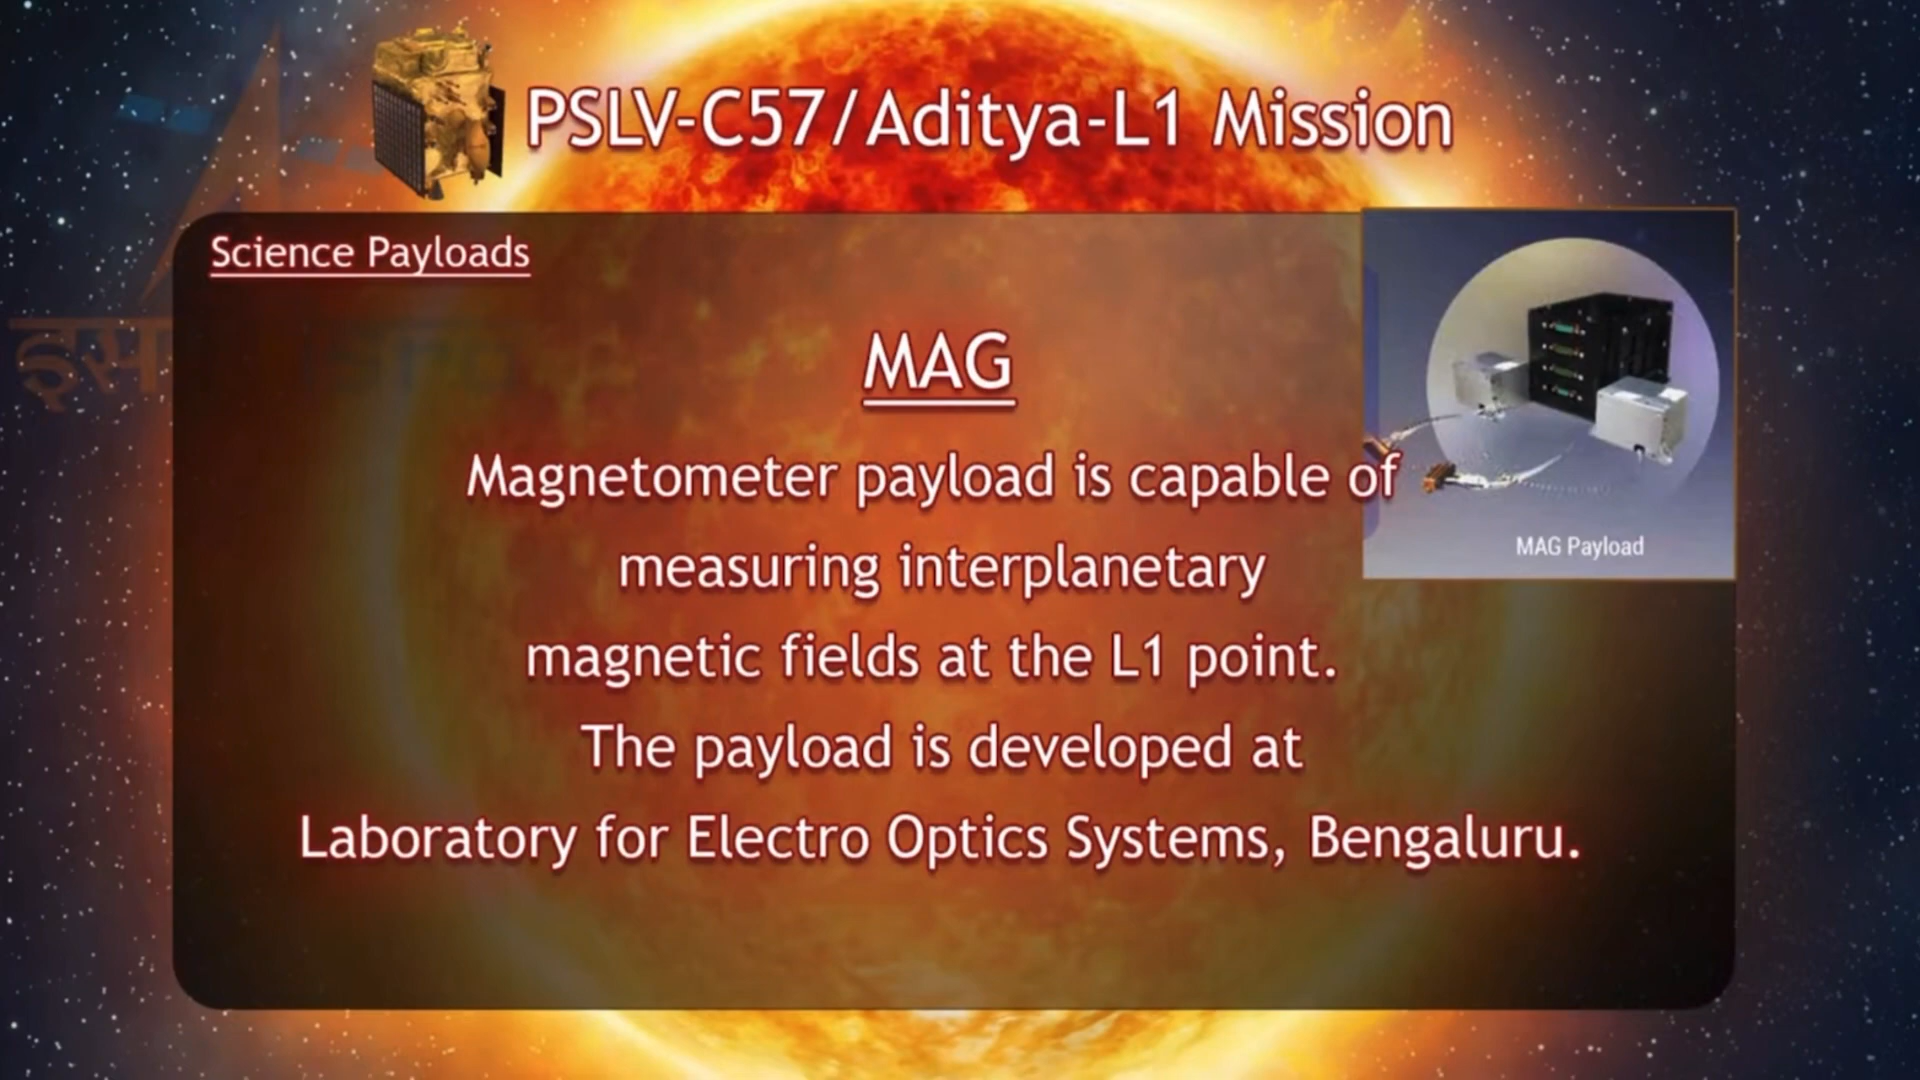 PSLV-C57/Aditya-L1 Mission
Science Payloads
MAG
Magnetometer payload is capable of
measuring interplanetary
magnetic fields at the L1 point.
The payload is developed at
Laboratory for Electro Optics Systems, Bengaluru.
MAG Payload